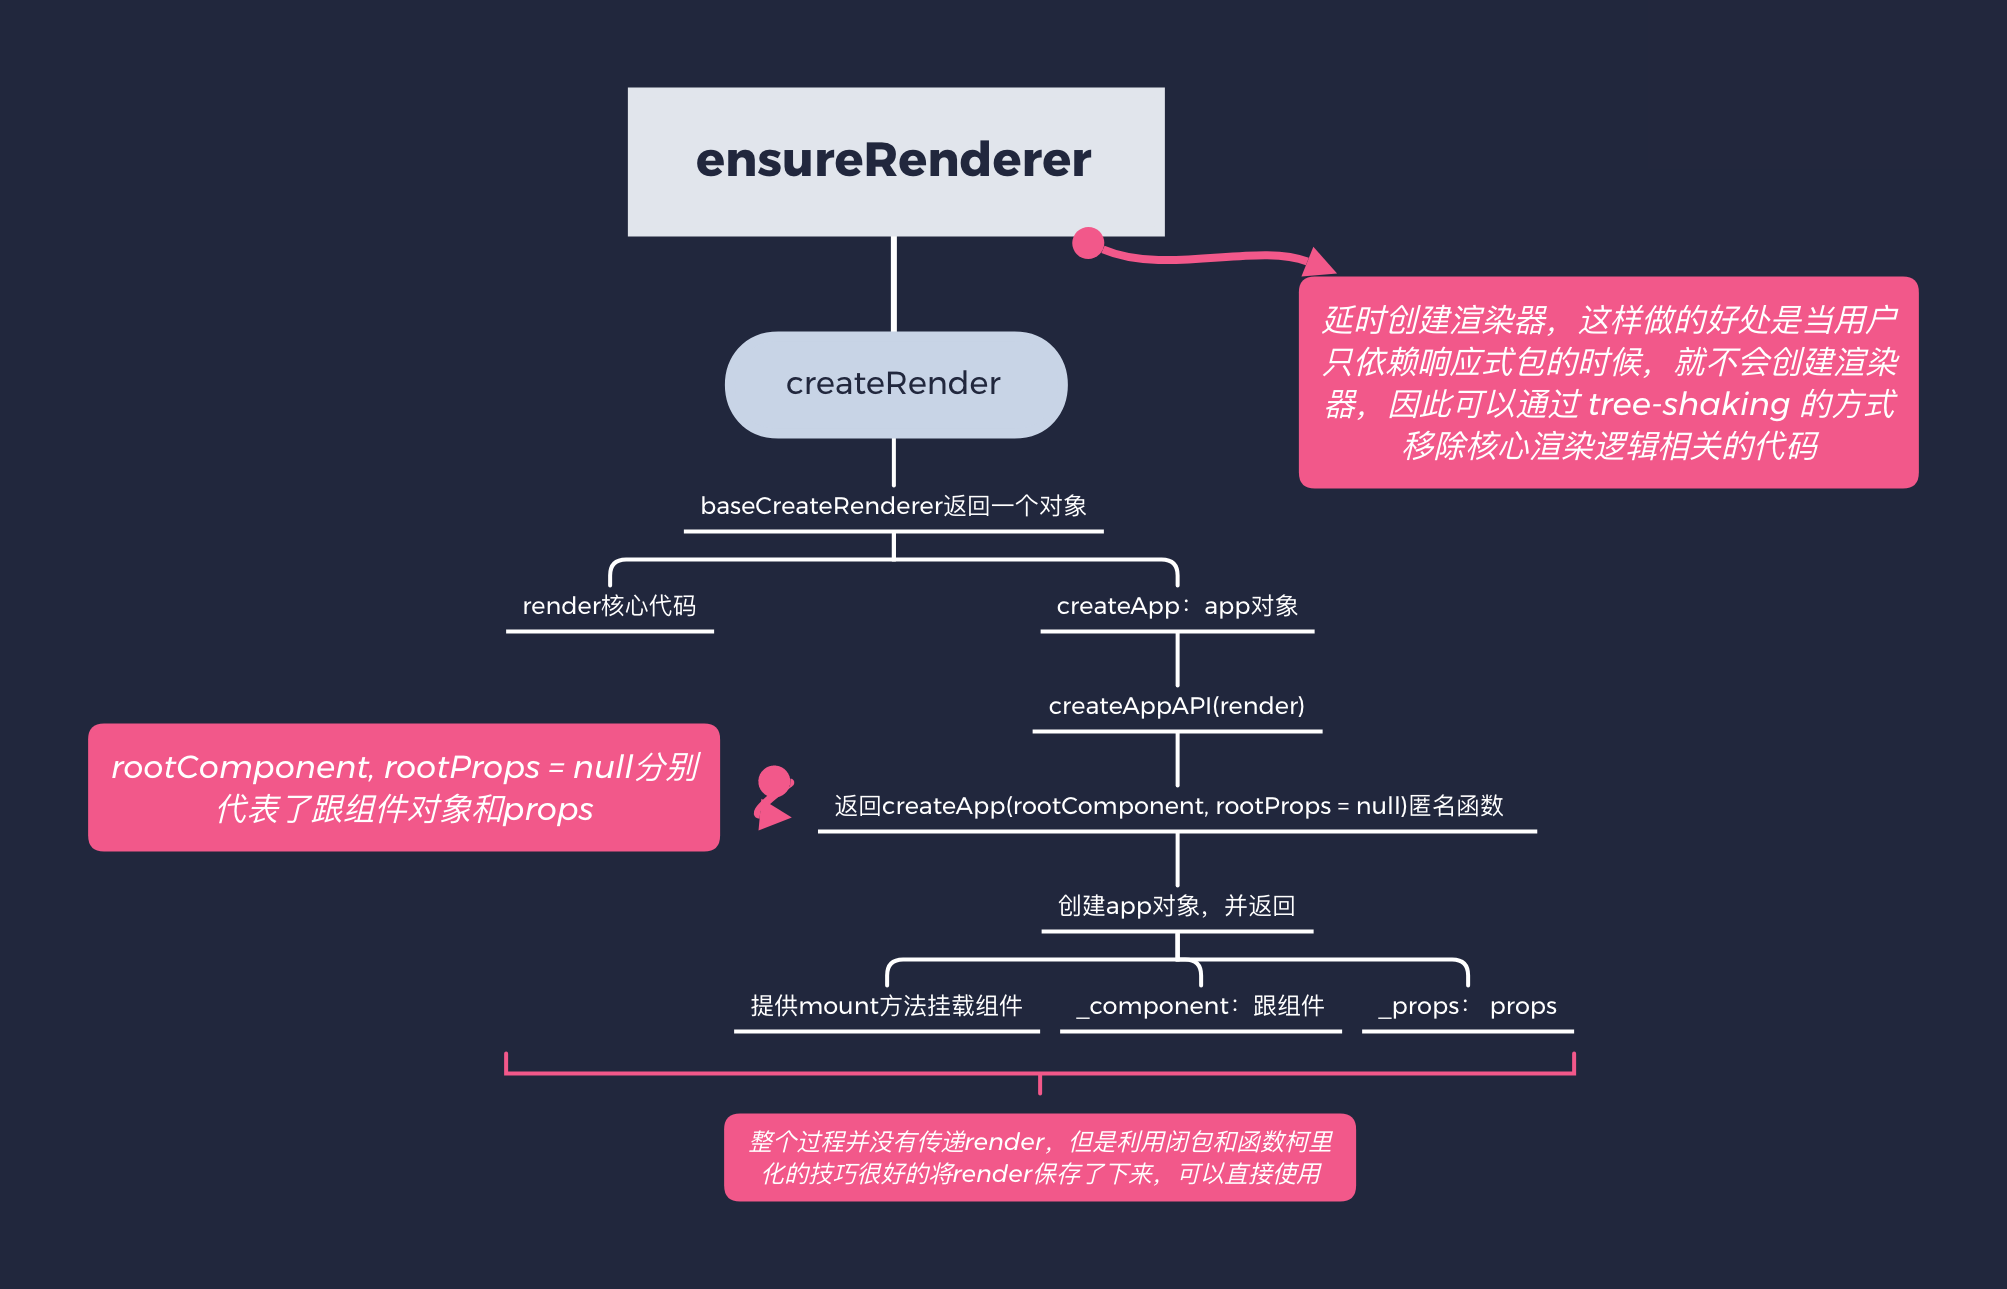 ensureRenderer
延时创建渲染器，这样做的好处是当用户
只依赖响应式包的时候，就不会创建渲染
器，因此可以通过 tree-shaking 的方式
移除核心渲染逻辑相关的代码
createRender
baseCreateRenderer返回一个对象
render核心代码
createApp：app对象
createAppAPI(render)
rootComponent, rootProps = null分别
代表了跟组件对象和props
返回createApp(rootComponent, rootProps = null)匿名函数
创建app对象，并返回
提供mount方法挂载组件
_component：跟组件
_props： props
整个过程并没有传递render，但是利用闭包和函数柯里
化的技巧很好的将render保存了下来，可以直接使用